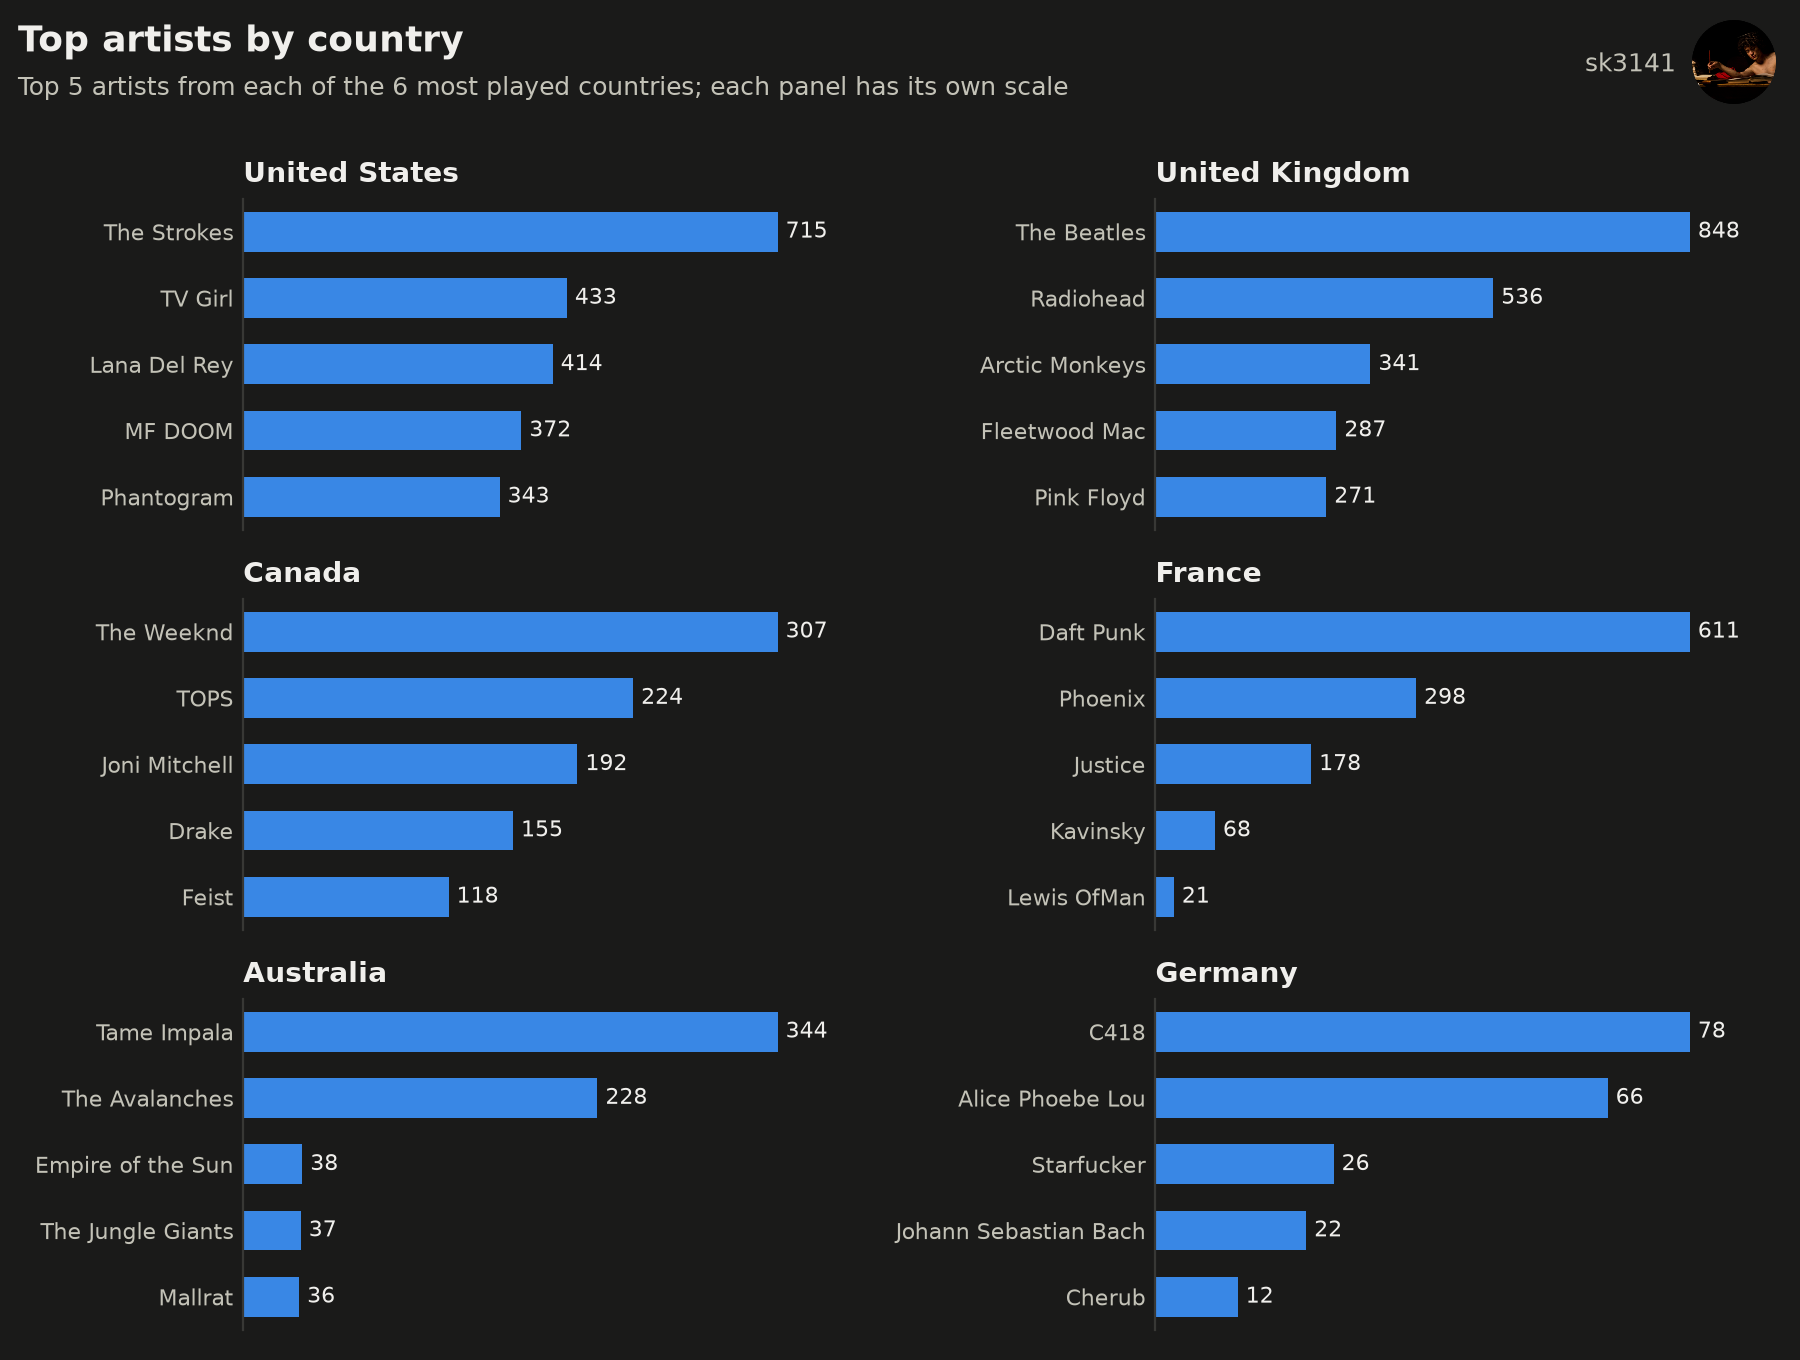 Top artists by country
Top 5 artists from each of the 6 most played countries; each panel has its own scale
sk3141
United States
The Strokes 715
TV Girl 433
Lana Del Rey 414
MF DOOM 372
Phantogram 343
United Kingdom
The Beatles 848
Radiohead 536
Arctic Monkeys 341
Fleetwood Mac 287
Pink Floyd 271
Canada
The Weeknd 307
TOPS 224
Joni Mitchell 192
Drake 155
Feist 118
France
Daft Punk 611
Phoenix 298
Justice 178
Kavinsky 68
Lewis OfMan 21
Australia
Tame Impala 344
The Avalanches 228
Empire of the Sun 38
The Jungle Giants 37
Mallrat 36
Germany
C418 78
Alice Phoebe Lou 66
Starfucker 26
Johann Sebastian Bach 22
Cherub 12